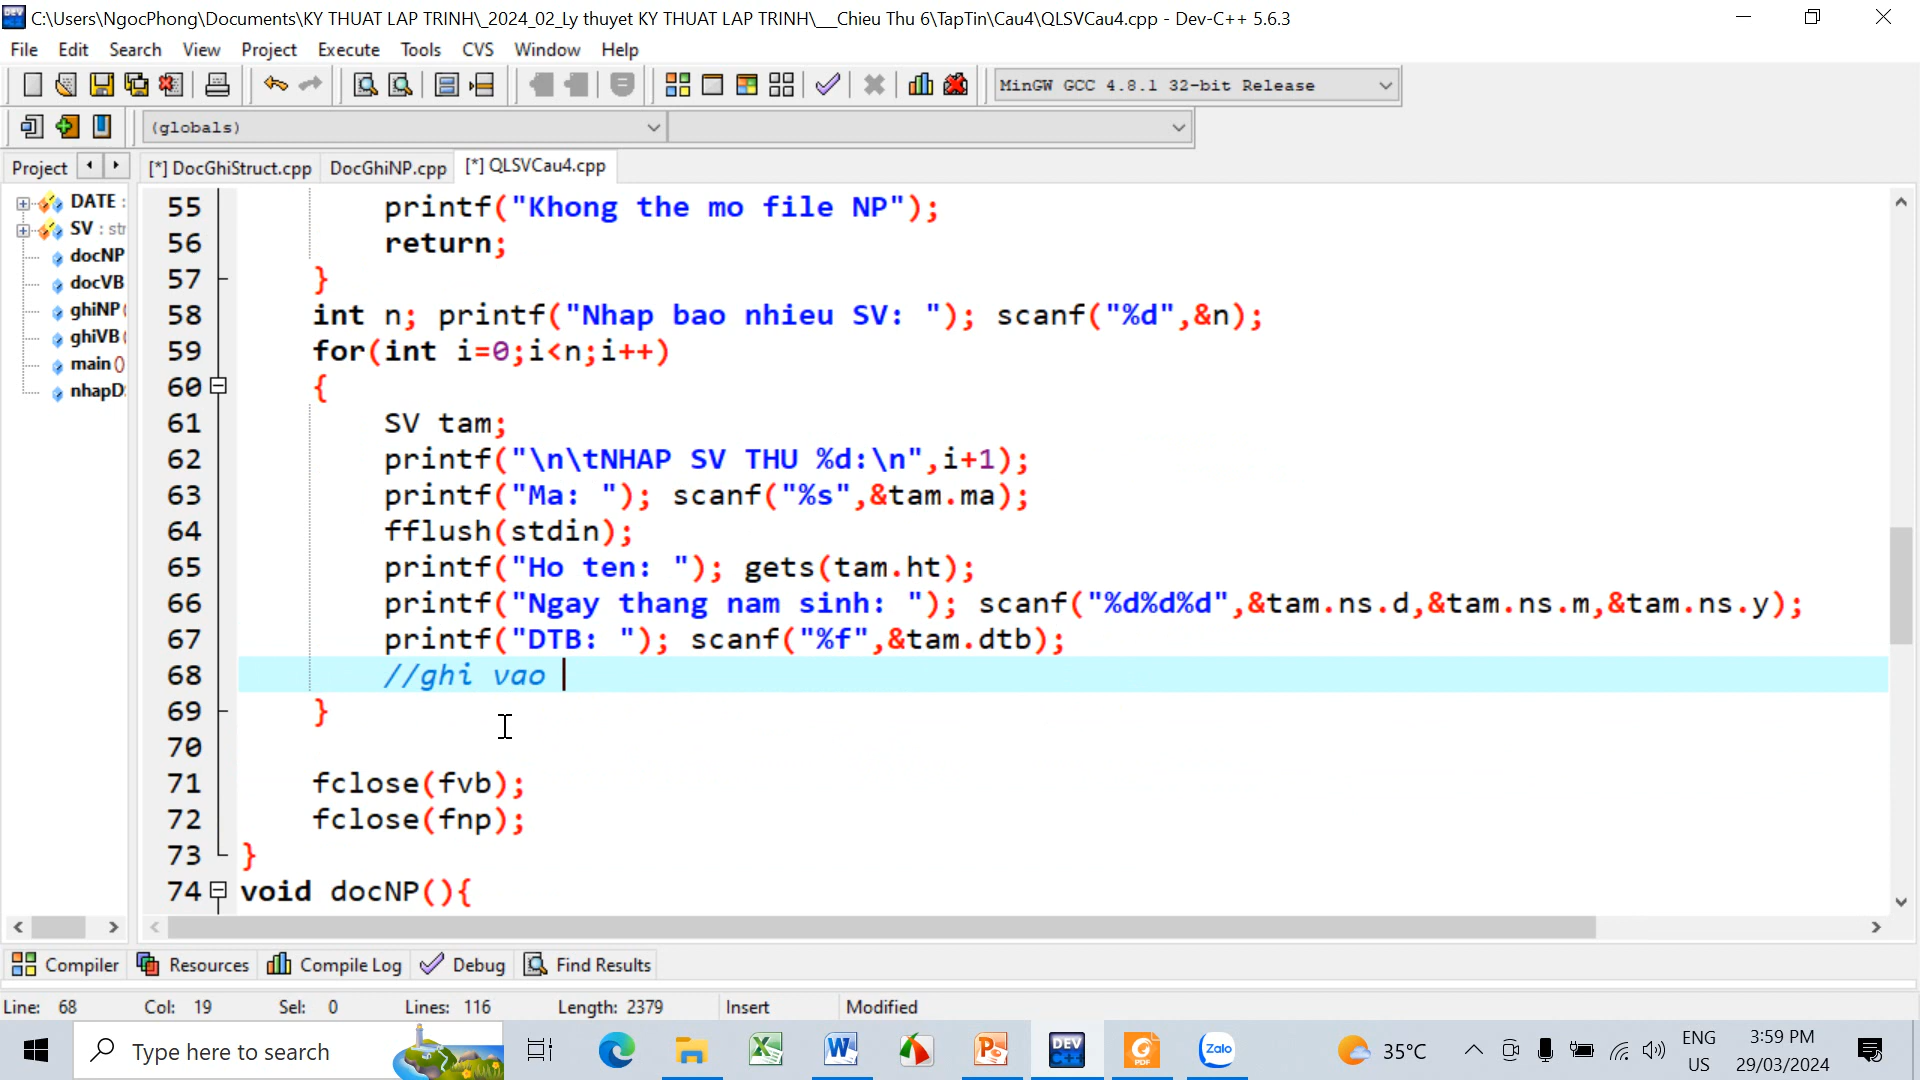 C:\Users\NgocPhong\Documents\KY THUAT LAP TRINH\_2024_02_Ly thuyet KY THUAT LAP TRINH\__Chieu Thu 6\TapTin\Cau4\QLSVCau4.cpp - Dev-C++ 5.6.3
File Edit Search View Project Execute Tools CVS Window Help
MinGW GCC 4.8.1 32-bit Release
(globals)
Project [*] DocGhiStruct.cpp DocGhiNP.cpp [*] QLSVCau4.cpp
DATE :
SV : str
docNP
docVB
ghiNP(
ghiVB(
main ()
nhapD
55 printf("Khong the mo file NP");
56 return;
57 }
58 int n; printf("Nhap bao nhieu SV: "); scanf("%d",&n);
59 for(int i=0;i<n;i++)
60 {
61 SV tam;
62 printf("\n\tNHAP SV THU %d:\n",i+1);
63 printf("Ma: "); scanf("%s",&tam.ma);
64 fflush(stdin);
65 printf("Ho ten: "); gets(tam.ht);
66 printf("Ngay thang nam sinh: "); scanf("%d%d%d",&tam.ns.d,&tam.ns.m,&tam.ns.y);
67 printf("DTB: "); scanf("%f",&tam.dtb);
68 //ghi vao
69 }
70
71 fclose(fvb);
72 fclose(fnp);
73 }
74 void docNP(){
Compiler Resources Compile Log Debug Find Results
Line: 68 Col: 19 Sel: 0 Lines: 116 Length: 2379 Insert Modified
Type here to search
DEV C++
PDF
Zalo
35°C
ENG
US
3:59 PM
29/03/2024